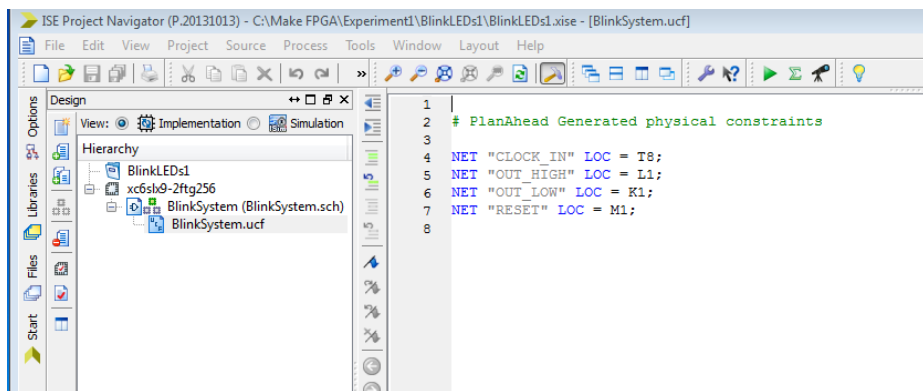 ISE Project Navigator (P.20131013) - C:\Make FPGA\Experiment1\BlinkLEDs1\BlinkLEDs1.xise - [BlinkSystem.ucf]
File Edit View Project Source Process Tools Window Layout Help
Design
View: Implementation Simulation
Hierarchy
BlinkLEDs1
xc6slx9-2ftg256
BlinkSystem (BlinkSystem.sch)
BlinkSystem.ucf
Options
Libraries
Files
Start
1
2 # PlanAhead Generated physical constraints
3
4 NET "CLOCK_IN" LOC = T8;
5 NET "OUT_HIGH" LOC = L1;
6 NET "OUT_LOW" LOC = K1;
7 NET "RESET" LOC = M1;
8